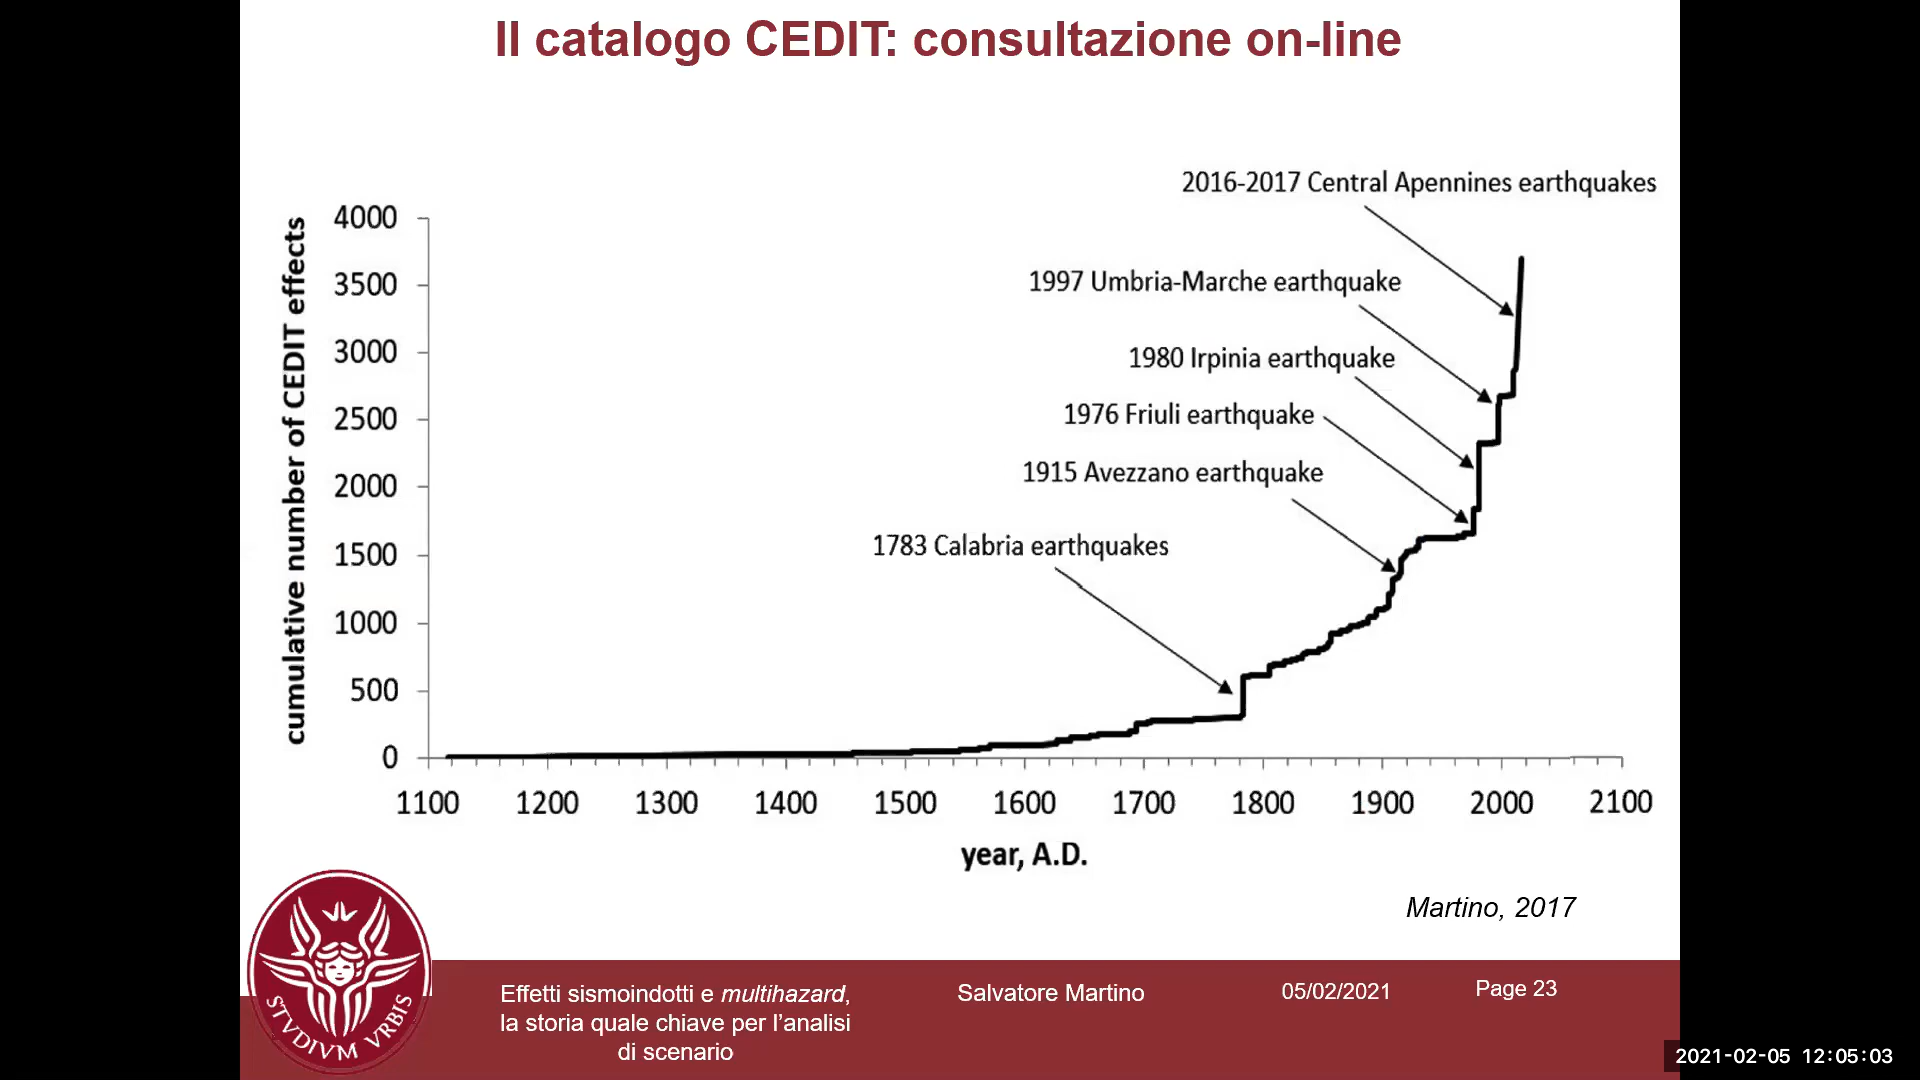 Il catalogo CEDIT: consultazione on-line
2016-2017 Central Apennines earthquakes
1997 Umbria-Marche earthquake
1980 Irpinia earthquake
1976 Friuli earthquake
1915 Avezzano earthquake
1783 Calabria earthquakes
cumulative number of CEDIT effects
4000
3500
3000
2500
2000
1500
1000
500
0
1100 1200 1300 1400 1500 1600 1700 1800 1900 2000 2100
year, A.D.
Martino, 2017
STVDIVM VRBIS
Effetti sismoindotti e multihazard,
la storia quale chiave per l’analisi
di scenario
Salvatore Martino
05/02/2021
Page 23
2021-02-05 12:05:03